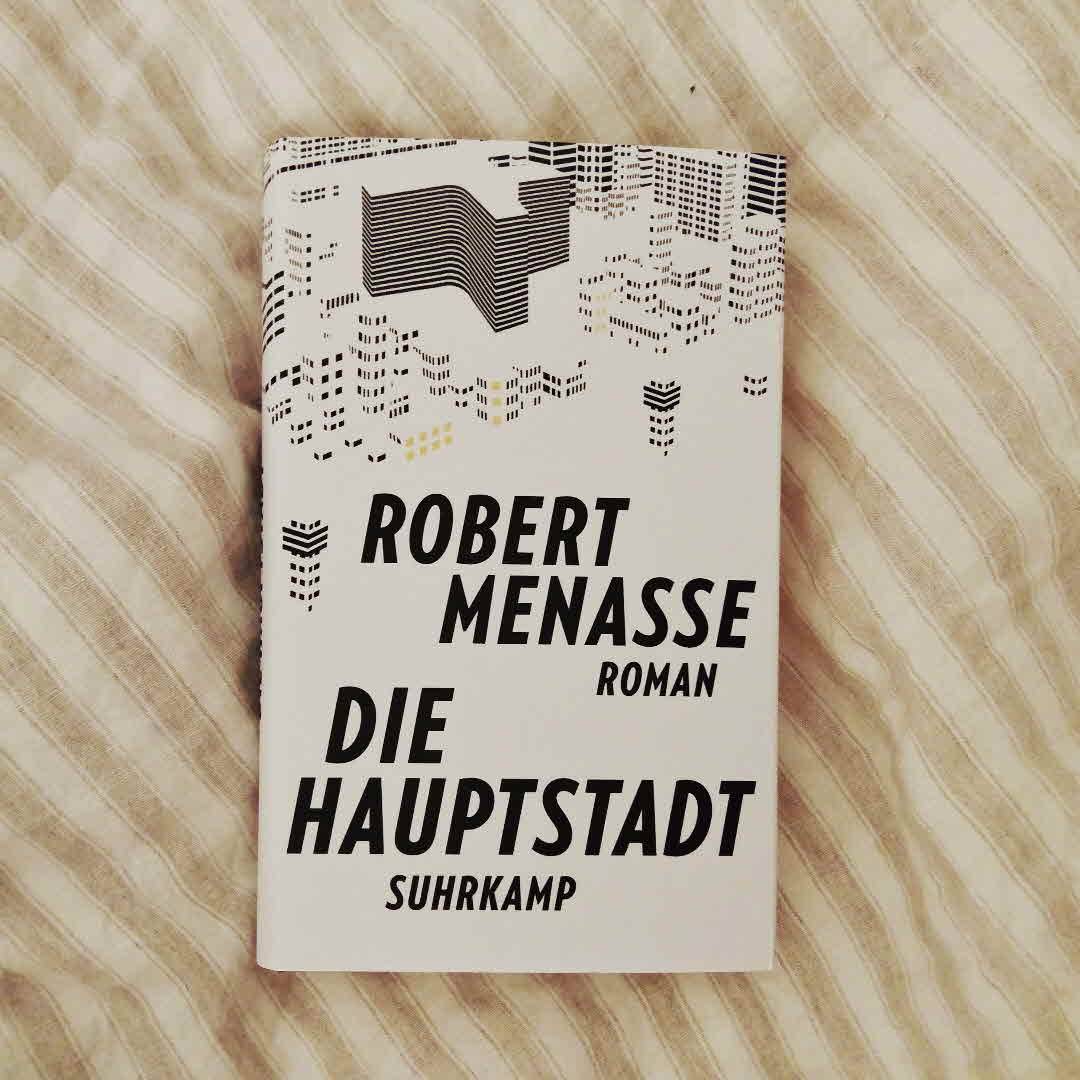 ROBERT
MENASSE
ROMAN
DIE
HAUPTSTADT
SUHRKAMP